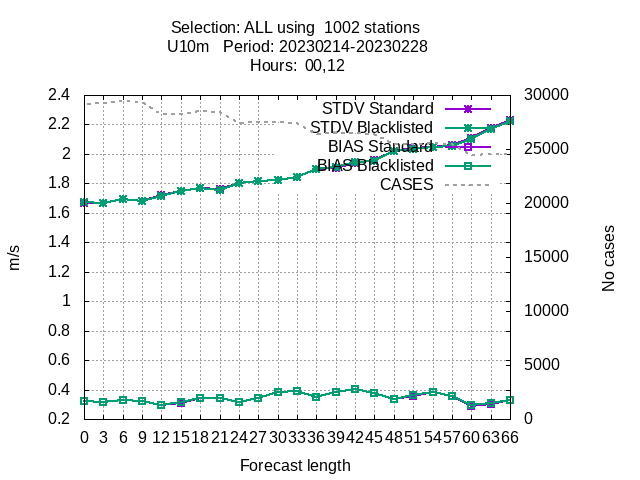 Selection: ALL using  1002 stations
U10m   Period: 20230214-20230228
Hours:  00,12
STDV Standard
STDV Blacklisted
BIAS Standard
BIAS Blacklisted
CASES
2.4
2.2
2
1.8
1.6
1.4
1.2
1
0.8
0.6
0.4
0.2
m/s
30000
25000
20000
15000
10000
5000
0
No cases
0 3 6 9 12 15 18 21 24 27 30 33 36 39 42 45 48 51 54 57 60 63 66
Forecast length